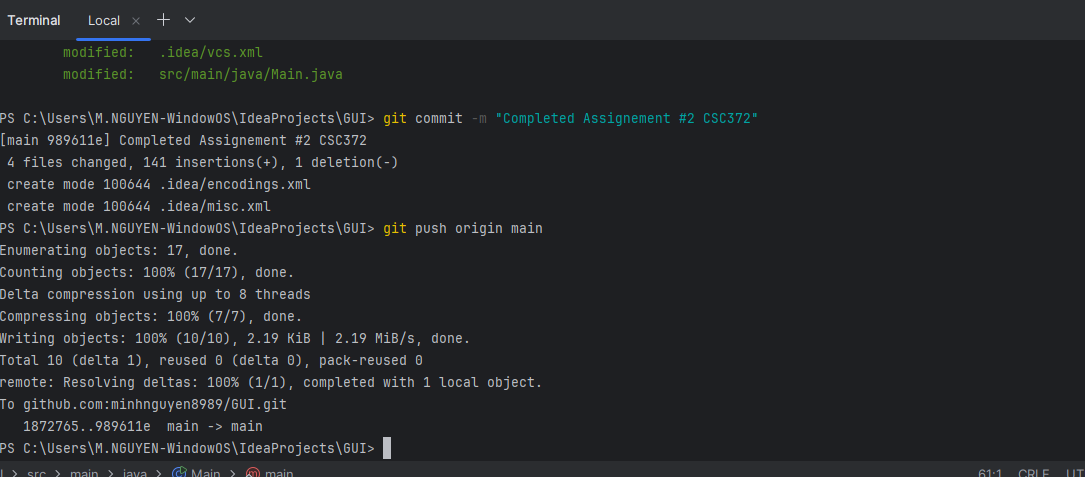 Terminal Local × +
modified: .idea/vcs.xml
modified: src/main/java/Main.java
PS C:\Users\M.NGUYEN-WindowOS\IdeaProjects\GUI> git commit -m "Completed Assignement #2 CSC372"
[main 989611e] Completed Assignement #2 CSC372
4 files changed, 141 insertions(+), 1 deletion(-)
create mode 100644 .idea/encodings.xml
create mode 100644 .idea/misc.xml
PS C:\Users\M.NGUYEN-WindowOS\IdeaProjects\GUI> git push origin main
Enumerating objects: 17, done.
Counting objects: 100% (17/17), done.
Delta compression using up to 8 threads
Compressing objects: 100% (7/7), done.
Writing objects: 100% (10/10), 2.19 KiB | 2.19 MiB/s, done.
Total 10 (delta 1), reused 0 (delta 0), pack-reused 0
remote: Resolving deltas: 100% (1/1), completed with 1 local object.
To github.com:minhnguyen8989/GUI.git
1872765..989611e main -> main
PS C:\Users\M.NGUYEN-WindowOS\IdeaProjects\GUI>
> src > main > java > Main > main 61:1 CRLF UT